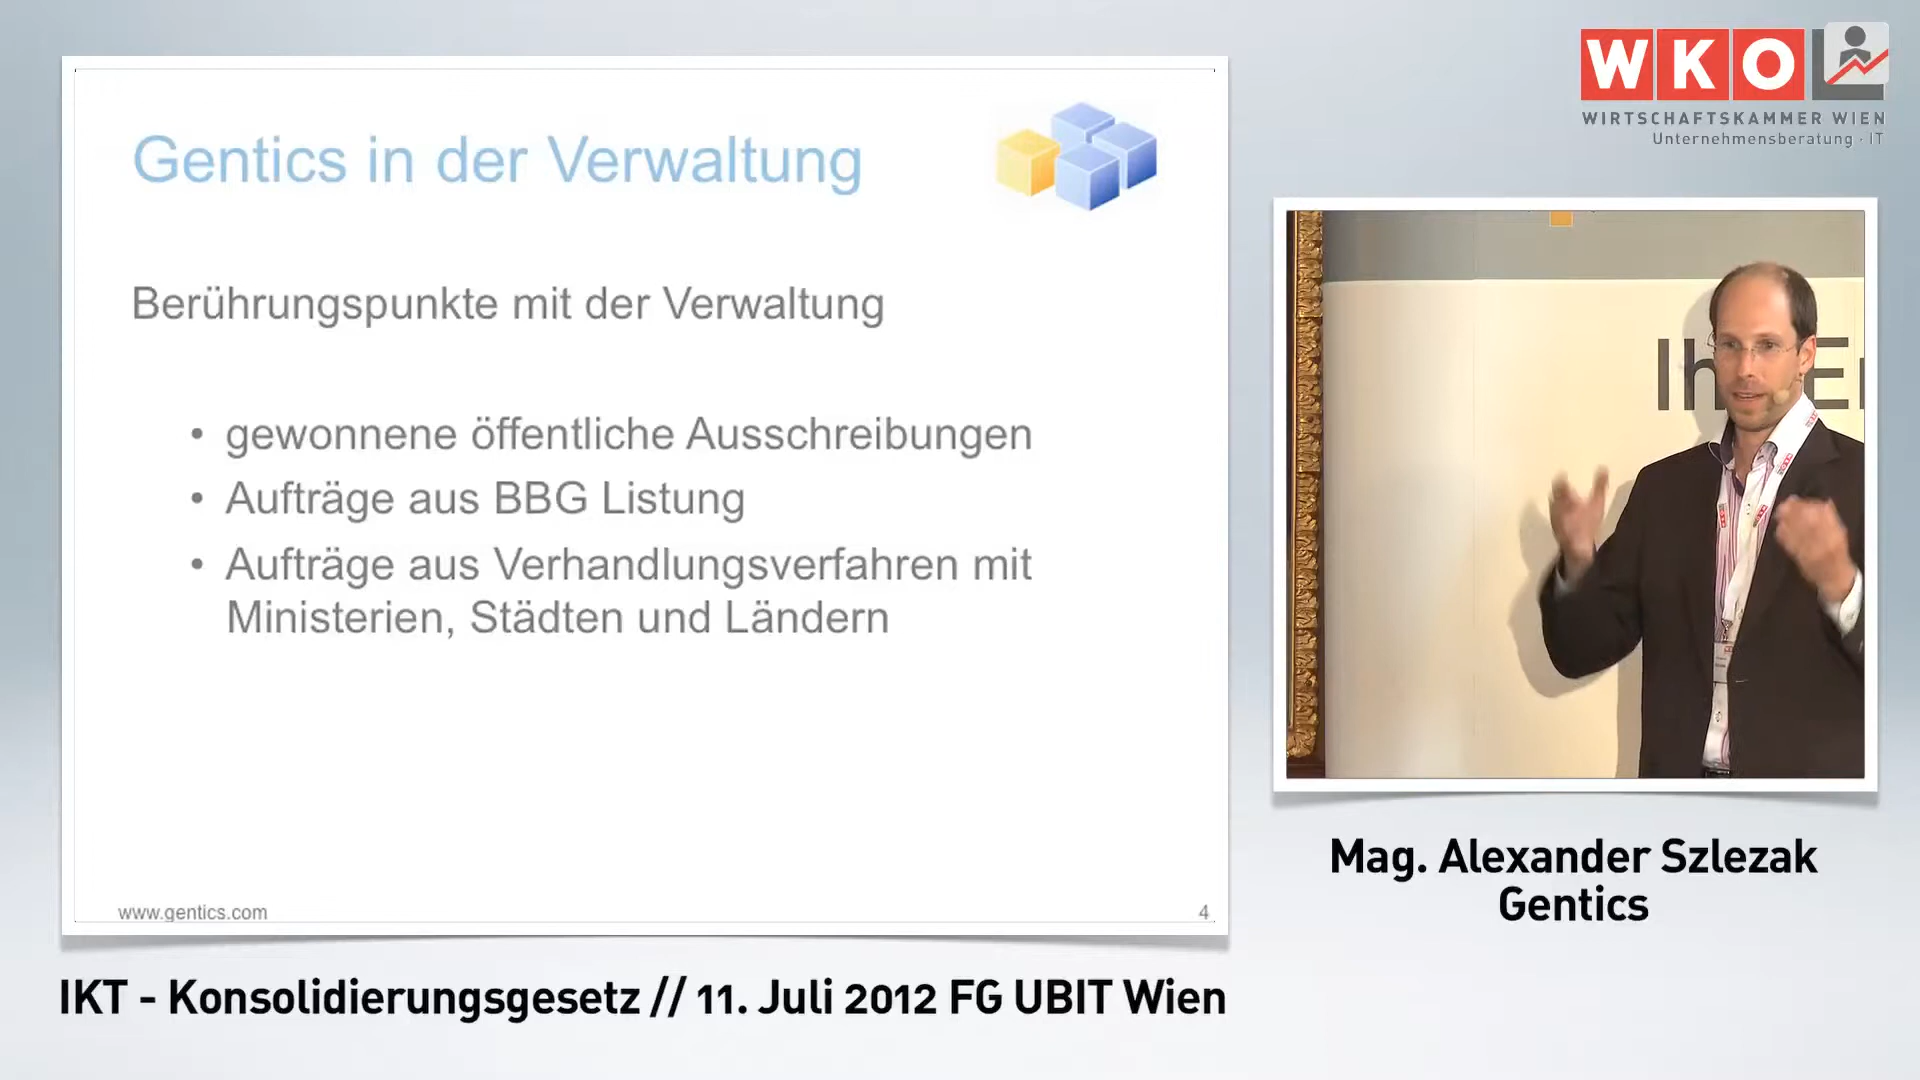 WKO
WIRTSCHAFTSKAMMER WIEN
Unternehmensberatung · IT
Gentics in der Verwaltung
Berührungspunkte mit der Verwaltung
• gewonnene öffentliche Ausschreibungen
• Aufträge aus BBG Listung
• Aufträge aus Verhandlungsverfahren mit
Ministerien, Städten und Ländern
www.gentics.com
4
Mag. Alexander Szlezak
Gentics
IKT - Konsolidierungsgesetz // 11. Juli 2012 FG UBIT Wien